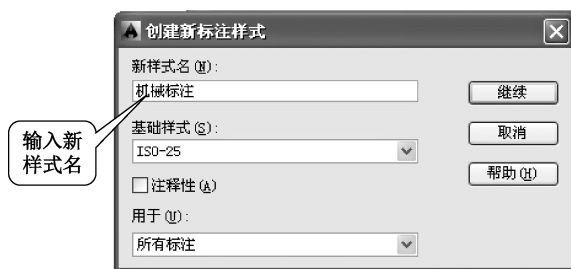 创建新标注样式
新样式名(N):
机械标注
继续
基础样式(S):
取消
ISO-25
帮助(H)
注释性(A)
用于(U):
所有标注
输入新
样式名